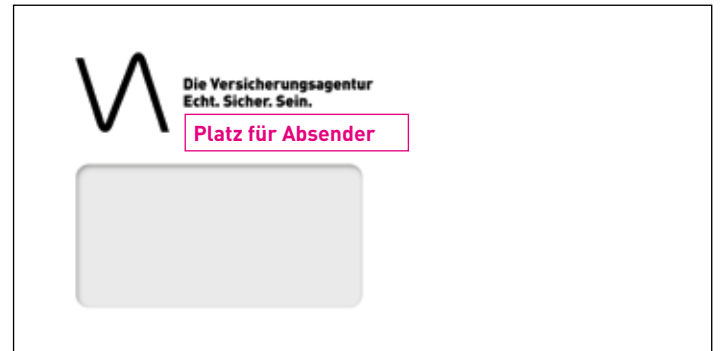 Die Versicherungsagentur
Echt. Sicher. Sein.
Platz für Absender